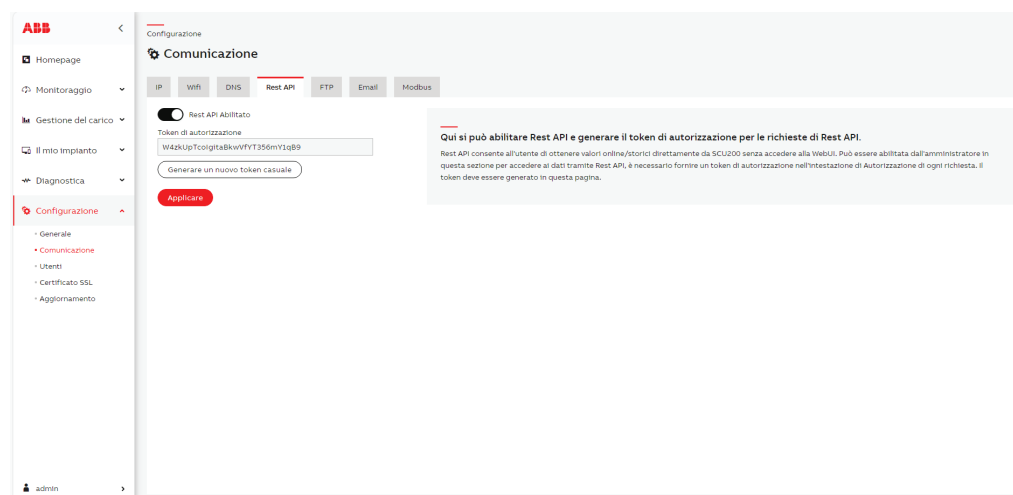 ABB
Homepage
Monitoraggio
Gestione del carico
Il mio impianto
Diagnostica
Configurazione
Generale
Comunicazione
Utenti
Certificato SSL
Aggiornamento
admin
Configurazione
Comunicazione
IP
Wifi
DNS
Rest API
FTP
Email
Modbus
Rest API Abilitato
Token di autorizzazione
W4zkUpTcoIgitaBkwVfYT356mY1qB9
Generare un nuovo token casuale
Applicare
Qui si può abilitare Rest API e generare il token di autorizzazione per le richieste di Rest API.
Rest API consente all'utente di ottenere valori online/storici direttamente da SCU200 senza accedere alla WebUI. Può essere abilitata dall'amministratore in
questa sezione per accedere ai dati tramite Rest API, è necessario fornire un token di autorizzazione nell'intestazione di Autorizzazione di ogni richiesta. Il
token deve essere generato in questa pagina.